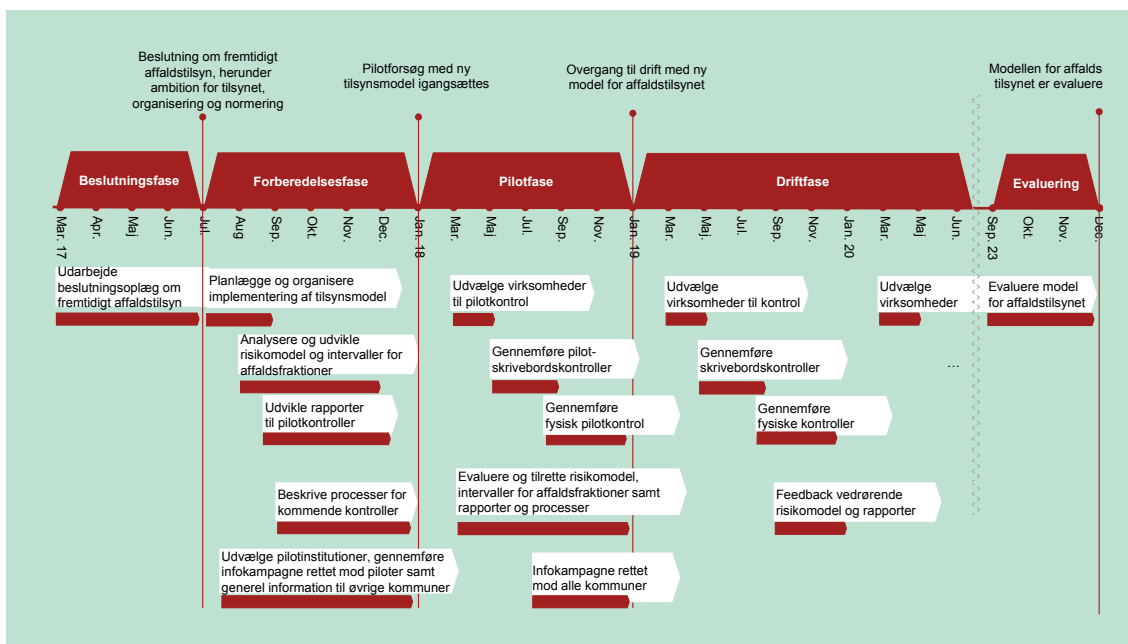 Beslutning om fremtidigt
affaldstilsyn, herunder
ambition for tilsynet,
organisering og normering
Pilotforsøg med ny
tilsynsmodel igangsættes
Overgang til drift med ny
model for affaldstilsynet
Modellen for affalds
tilsynet er evaluere
Beslutningsfase
Forberedelsesfase
Pilotfase
Driftfase
Evaluering
Mar. 17
Apr.
Maj
Jun.
Jul.
Aug
Sep.
Okt.
Nov.
Dec.
Jan. 18
Mar.
Maj
Jul.
Sep.
Nov.
Jan. 19
Mar.
Maj.
Jul.
Sep.
Nov.
Jan. 20
Mar.
Maj
Jun.
Sep. 23
Okt.
Nov.
Dec.
Udarbejde
beslutningsoplæg om
fremtidigt affaldstilsyn
Planlægge og organisere
implementering af tilsynsmodel
Udvælge virksomheder
til pilotkontrol
Udvælge
virksomheder til kontrol
Udvælge
virksomheder
Evaluere model
for affaldstilsynet
Analysere og udvikle
risikomodel og intervaller for
affaldsfraktioner
Gennemføre pilot-
skrivebordskontroller
Gennemføre
skrivebordskontroller
...
Udvikle rapporter
til pilotkontroller
Gennemføre
fysisk pilotkontrol
Gennemføre
fysiske kontroller
Beskrive processer for
kommende kontroller
Evaluere og tilrette risikomodel,
intervaller for affaldsfraktioner samt
rapporter og processer
Feedback vedrørende
risikomodel og rapporter
Udvælge pilotinstitutioner, gennemføre
infokampagne rettet mod piloter samt
generel information til øvrige kommuner
Infokampagne rettet
mod alle kommuner